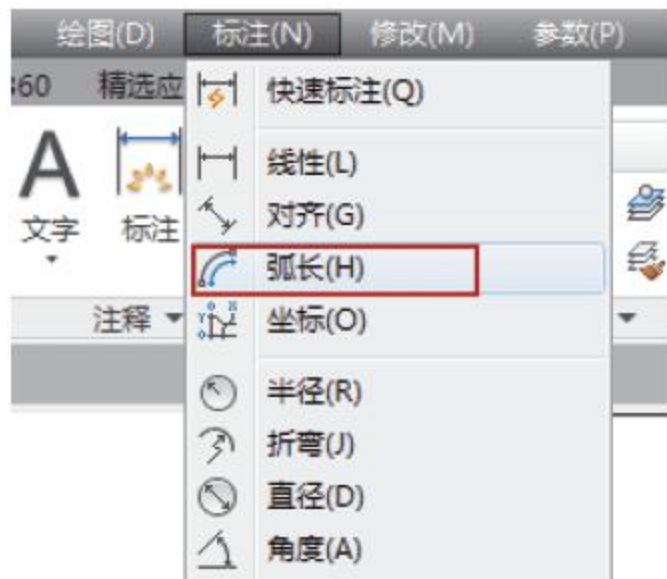 绘图(D) 标注(N) 修改(M) 参数(P)
360 精选应
快速标注(Q)
线性(L)
文字 标注
对齐(G)
弧长(H)
注释
坐标(O)
半径(R)
折弯(J)
直径(D)
角度(A)